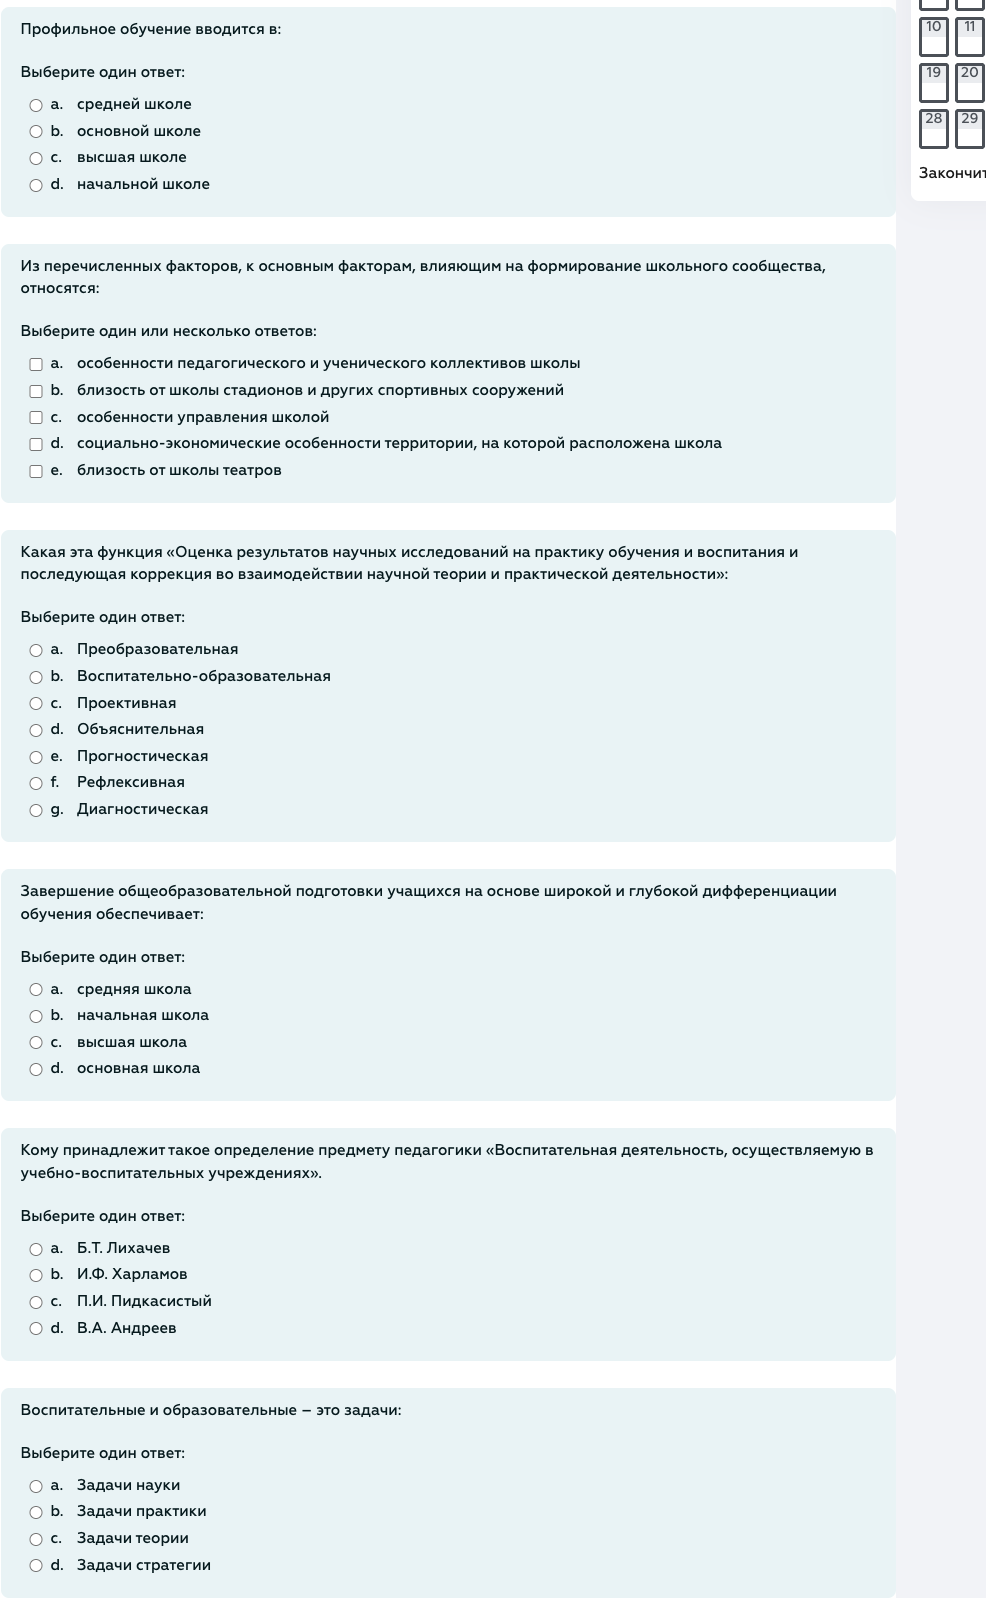 Профильное обучение вводится в:
Выберите один ответ:
a. средней школе
b. основной школе
c. высшая школе
d. начальной школе
10 11
19 20
28 29
Закончит
Из перечисленных факторов, к основным факторам, влияющим на формирование школьного сообщества,
относятся:
Выберите один или несколько ответов:
a. особенности педагогического и ученического коллективов школы
b. близость от школы стадионов и других спортивных сооружений
c. особенности управления школой
d. социально-экономические особенности территории, на которой расположена школа
e. близость от школы театров
Какая эта функция «Оценка результатов научных исследований на практику обучения и воспитания и
последующая коррекция во взаимодействии научной теории и практической деятельности»:
Выберите один ответ:
a. Преобразовательная
b. Воспитательно-образовательная
c. Проективная
d. Объяснительная
e. Прогностическая
f. Рефлексивная
g. Диагностическая
Завершение общеобразовательной подготовки учащихся на основе широкой и глубокой дифференциации
обучения обеспечивает:
Выберите один ответ:
a. средняя школа
b. начальная школа
c. высшая школа
d. основная школа
Кому принадлежит такое определение предмету педагогики «Воспитательная деятельность, осуществляемую в
учебно-воспитательных учреждениях».
Выберите один ответ:
a. Б.Т. Лихачев
b. И.Ф. Харламов
c. П.И. Пидкасистый
d. В.А. Андреев
Воспитательные и образовательные – это задачи:
Выберите один ответ:
a. Задачи науки
b. Задачи практики
c. Задачи теории
d. Задачи стратегии